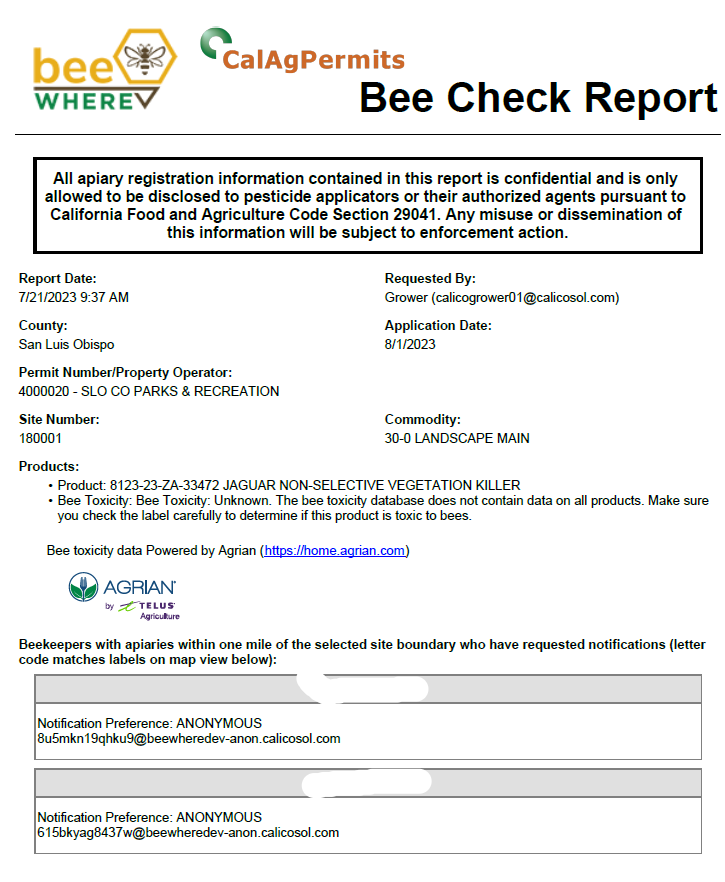 bee
WHERE
CalAgPermits
Bee Check Report
All apiary registration information contained in this report is confidential and is only
allowed to be disclosed to pesticide applicators or their authorized agents pursuant to
California Food and Agriculture Code Section 29041. Any misuse or dissemination of
this information will be subject to enforcement action.
Report Date:
7/21/2023 9:37 AM
Requested By:
Grower (calicogrower01@calicosol.com)
County:
San Luis Obispo
Application Date:
8/1/2023
Permit Number/Property Operator:
4000020 - SLO CO PARKS & RECREATION
Site Number:
180001
Commodity:
30-0 LANDSCAPE MAIN
Products:
• Product: 8123-23-ZA-33472 JAGUAR NON-SELECTIVE VEGETATION KILLER
• Bee Toxicity: Bee Toxicity: Unknown. The bee toxicity database does not contain data on all products. Make sure
you check the label carefully to determine if this product is toxic to bees.
Bee toxicity data Powered by Agrian (https://home.agrian.com)
AGRIAN
by TELUS
Agriculture
Beekeepers with apiaries within one mile of the selected site boundary who have requested notifications (letter
code matches labels on map view below):
Notification Preference: ANONYMOUS
8u5mkn19qhku9@beewheredev-anon.calicosol.com
Notification Preference: ANONYMOUS
615bkyag8437w@beewheredev-anon.calicosol.com